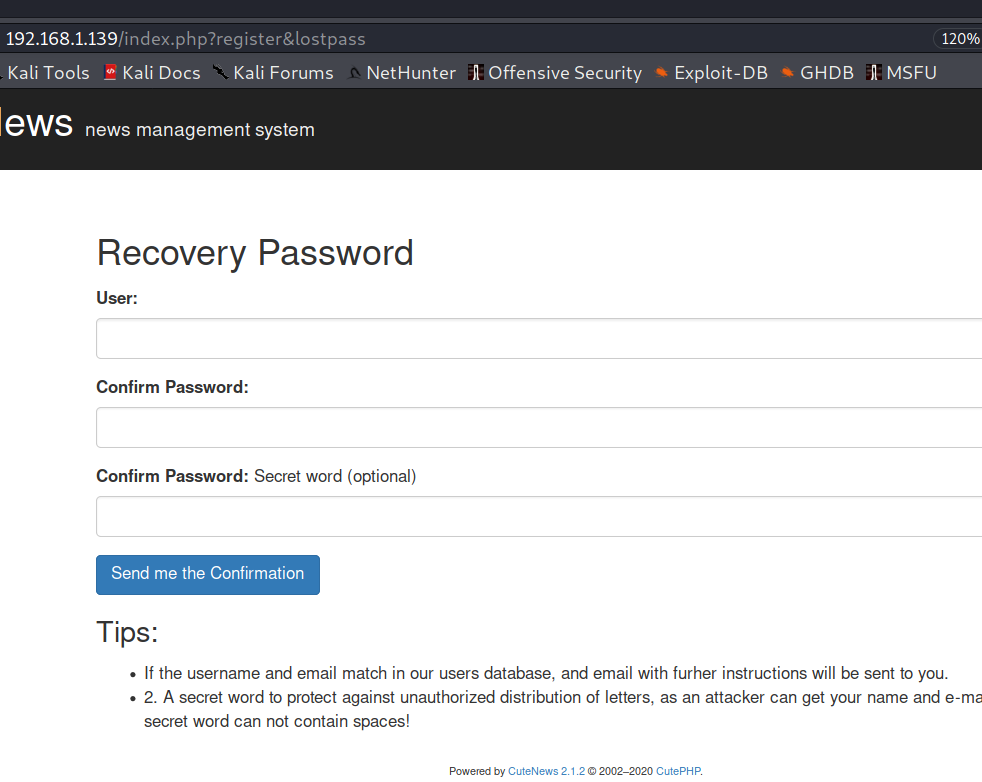 192.168.1.139/index.php?register&lostpass 120%
Kali Tools Kali Docs Kali Forums NetHunter Offensive Security Exploit-DB GHDB MSFU
ews news management system
Recovery Password
User:
Confirm Password:
Confirm Password: Secret word (optional)
Send me the Confirmation
Tips:
If the username and email match in our users database, and email with furher instructions will be sent to you.
2. A secret word to protect against unauthorized distribution of letters, as an attacker can get your name and e-ma
secret word can not contain spaces!
Powered by CuteNews 2.1.2 © 2002–2020 CutePHP.